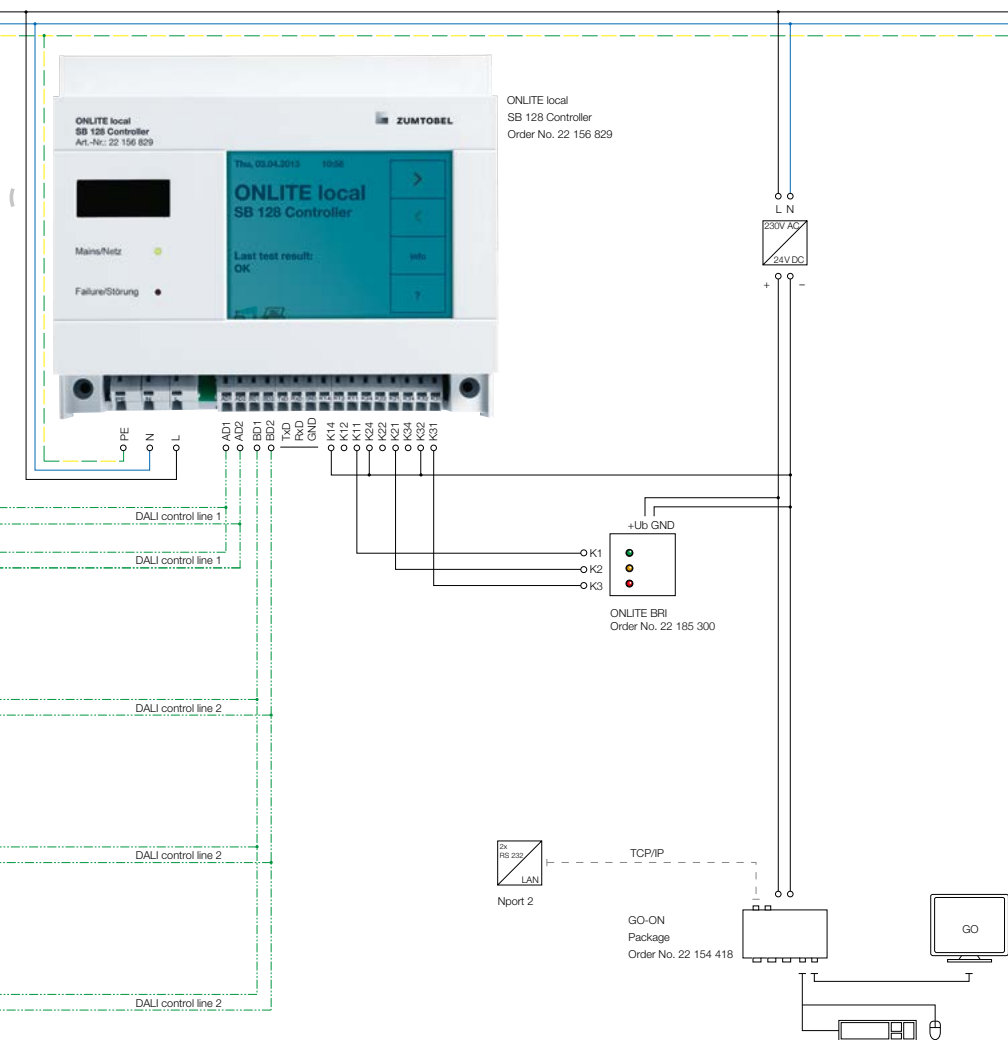 ONLITE local
SB 128 Controller
Art.-Nr.: 22 156 829
ZUMTOBEL
Thu, 03.04.2013 10:56
ONLITE local
SB 128 Controller
Last test result:
OK
>
<
Info
?
Mains/Netz
Failure/Störung
ONLITE local
SB 128 Controller
Order No. 22 156 829
L N
230V AC
24V DC
+ –
PE
N
L
AD1
AD2
BD1
BD2
TxD
RxD
GND
K14
K12
K11
K24
K22
K21
K34
K32
K31
DALI control line 1
DALI control line 1
+Ub GND
K1
K2
K3
ONLITE BRI
Order No. 22 185 300
DALI control line 2
DALI control line 2
2x
RS 232
LAN
TCP/IP
Nport 2
GO-ON
Package
Order No. 22 154 418
GO
DALI control line 2